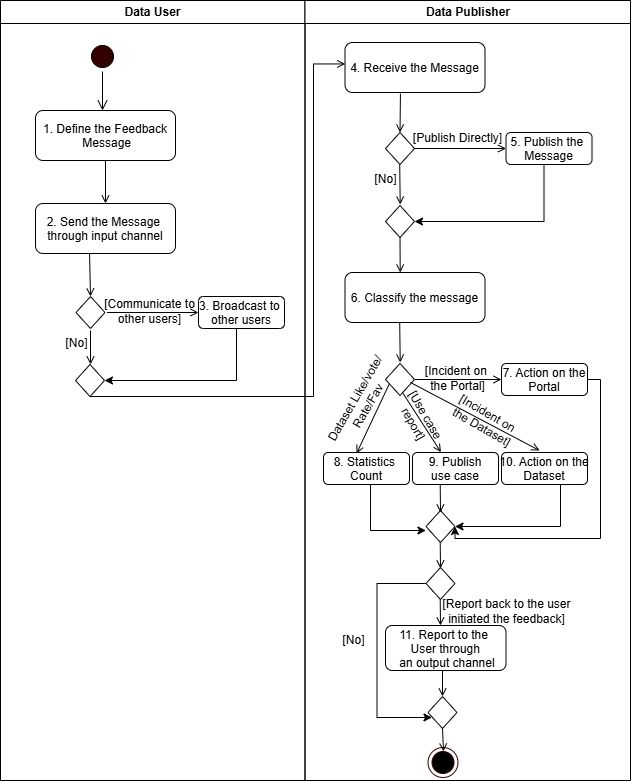 Data User
Data Publisher
1. Define the Feedback
Message
2. Send the Message
through input channel
[Communicate to
other users]
3. Broadcast to
other users
[No]
4. Receive the Message
[Publish Directly]
5. Publish the
Message
[No]
6. Classify the message
[Incident on
the Portal]
7. Action on the
Portal
Dataset Like/vote/
Rate/Fav
[Use case
report]
[Incident on
the Dataset]
8. Statistics
Count
9. Publish
use case
10. Action on the
Dataset
[Report back to the user
initiated the feedback]
[No]
11. Report to the
User through
an output channel